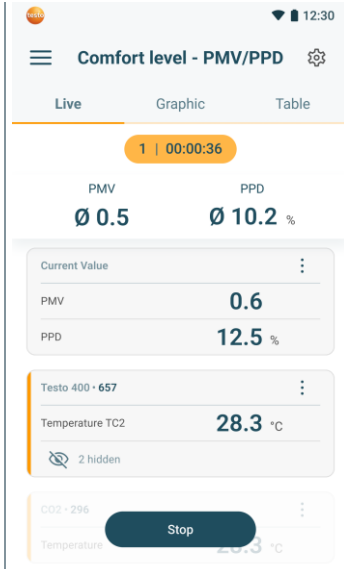 testo
12:30
Comfort level - PMV/PPD
Live Graphic Table
1 | 00:00:36
PMV PPD
Ø 0.5 Ø 10.2 %
Current Value
PMV 0.6
PPD 12.5 %
Testo 400 • 657
Temperature TC2 28.3 °C
2 hidden
CO2 • 296
Stop
Temperature 28.3 °C